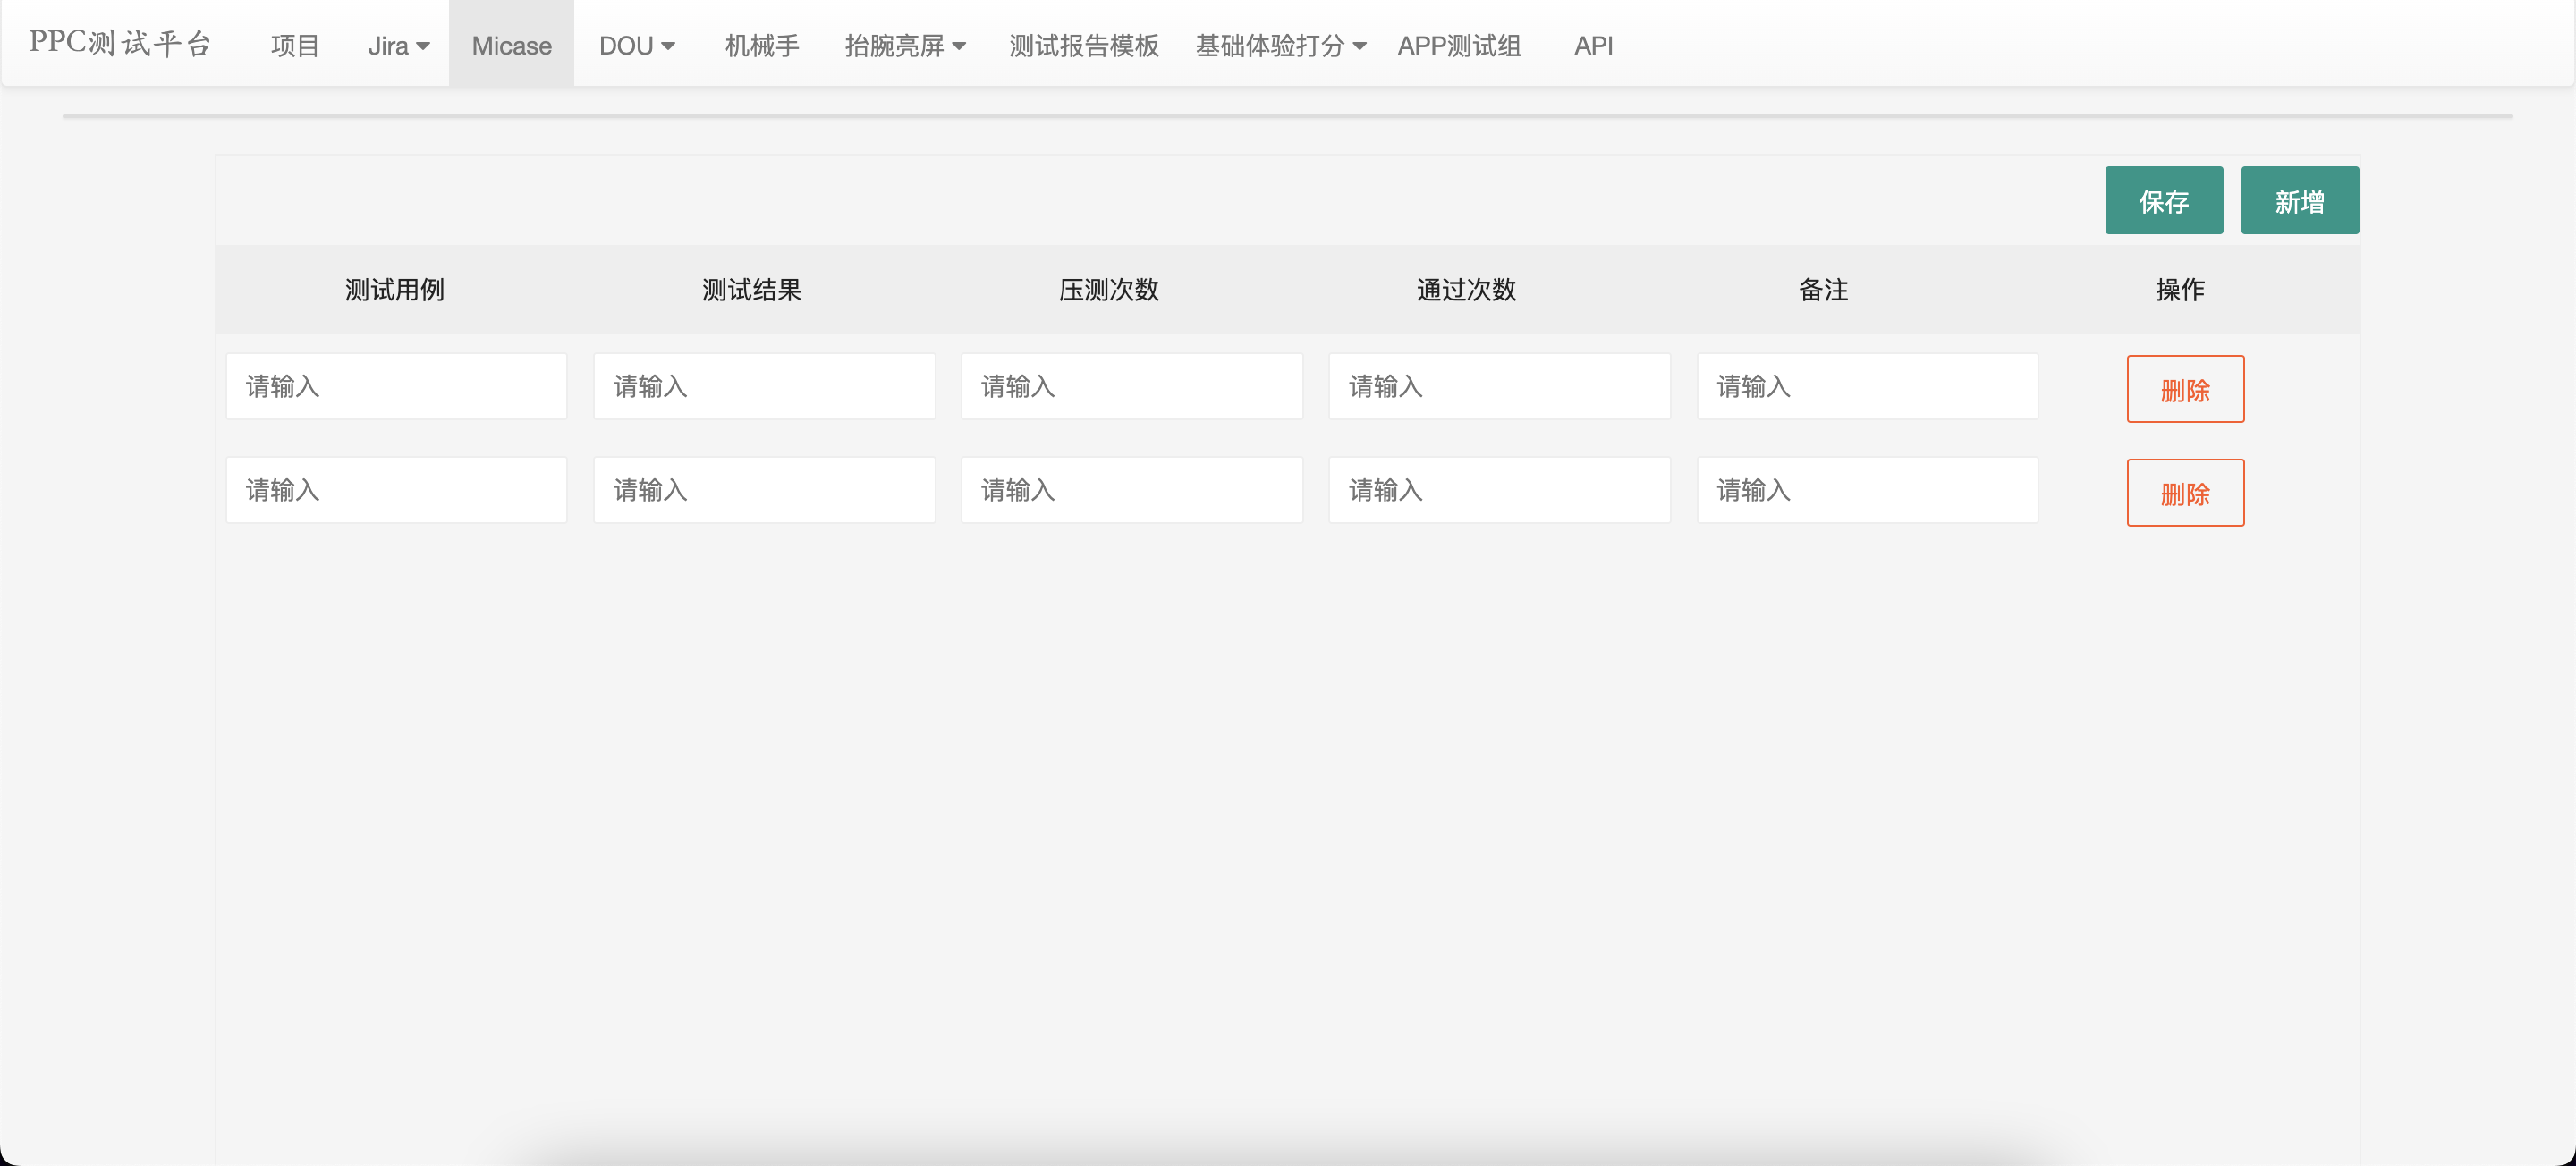 PPC测试平台 项目 Jira Micase DOU 机械手 抬腕亮屏 测试报告模板 基础体验打分 APP测试组 API
保存 新增
测试用例 测试结果 压测次数 通过次数 备注 操作
请输入 请输入 请输入 请输入 请输入 删除
请输入 请输入 请输入 请输入 请输入 删除